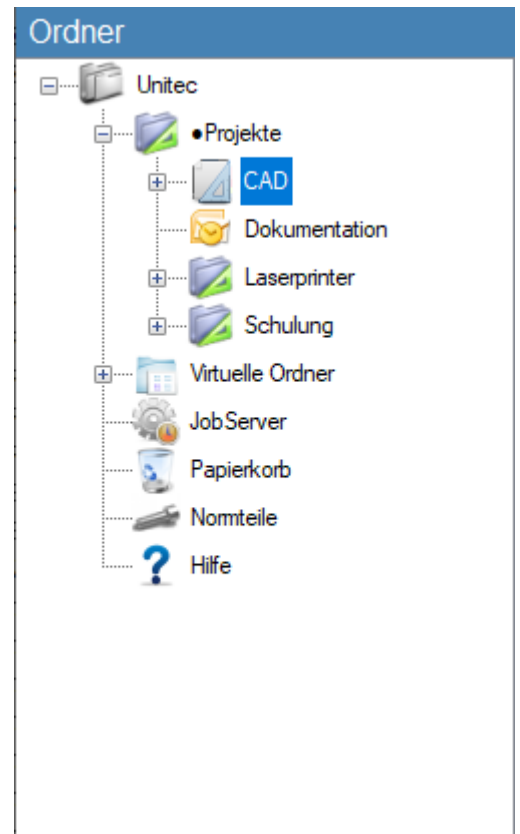 Ordner
Unitec
●Projekte
CAD
Dokumentation
Laserprinter
Schulung
Virtuelle Ordner
JobServer
Papierkorb
Normteile
Hilfe